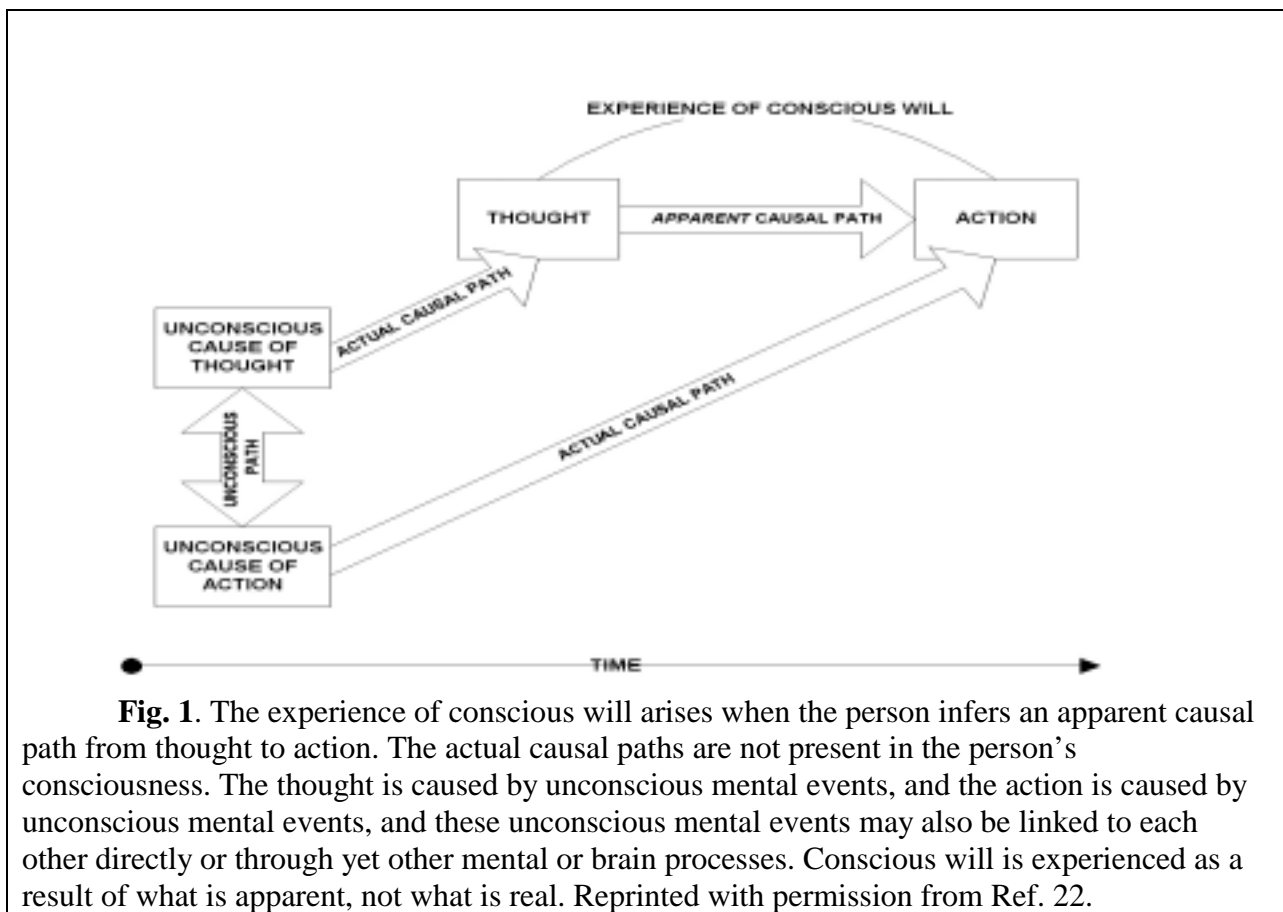 EXPERIENCE OF CONSCIOUS WILL
THOUGHT
APPARENT CAUSAL PATH
ACTION
ACTUAL CAUSAL PATH
UNCONSCIOUS
CAUSE OF
THOUGHT
UNCONSCIOUS
PATH
ACTUAL CAUSAL PATH
UNCONSCIOUS
CAUSE OF
ACTION
TIME
Fig. 1. The experience of conscious will arises when the person infers an apparent causal
path from thought to action. The actual causal paths are not present in the person’s
consciousness. The thought is caused by unconscious mental events, and the action is caused by
unconscious mental events, and these unconscious mental events may also be linked to each
other directly or through yet other mental or brain processes. Conscious will is experienced as a
result of what is apparent, not what is real. Reprinted with permission from Ref. 22.